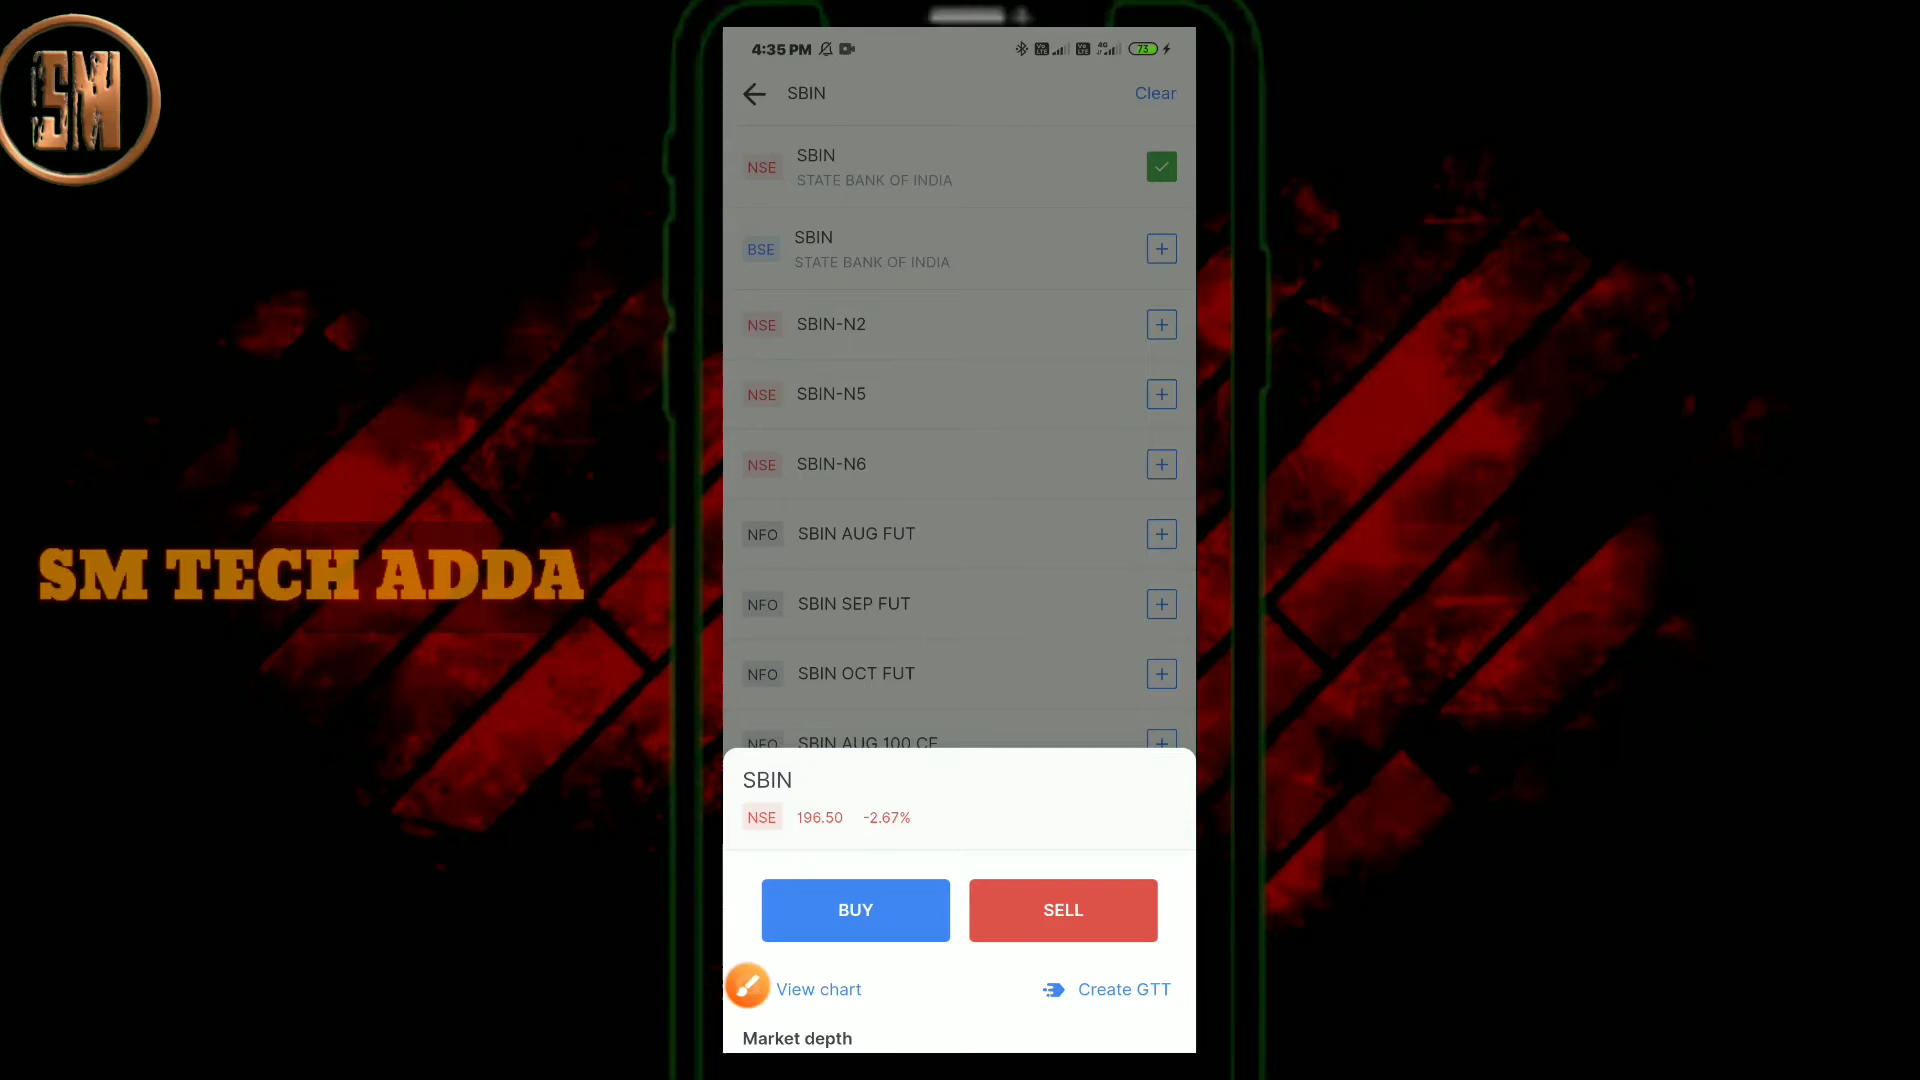 SM
4:35 PM
73
SBIN
Clear
NSE
SBIN
STATE BANK OF INDIA
BSE
SBIN
STATE BANK OF INDIA
NSE
SBIN-N2
NSE
SBIN-N5
NSE
SBIN-N6
NFO
SBIN AUG FUT
NFO
SBIN SEP FUT
NFO
SBIN OCT FUT
NFO
SBIN AUG 100 CE
SM TECH ADDA
SBIN
NSE 196.50 -2.67%
BUY
SELL
View chart
Create GTT
Market depth